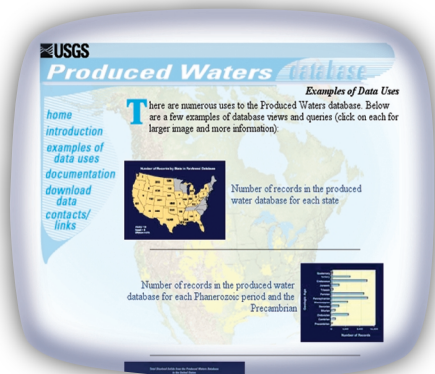 USGS
Produced Waters database
Examples of Data Uses
There are numerous uses to the Produced Waters database. Below
are a few examples of database views and queries (click on each for
larger image and more information):
home
introduction
examples of
data uses
documentation
download
data
contacts/
links
Number of Records by State in Produced Database
Number of records in the produced
water database for each state
Number of records in the produced water
database for each Phanerozoic period and the
Precambrian
Number of Records